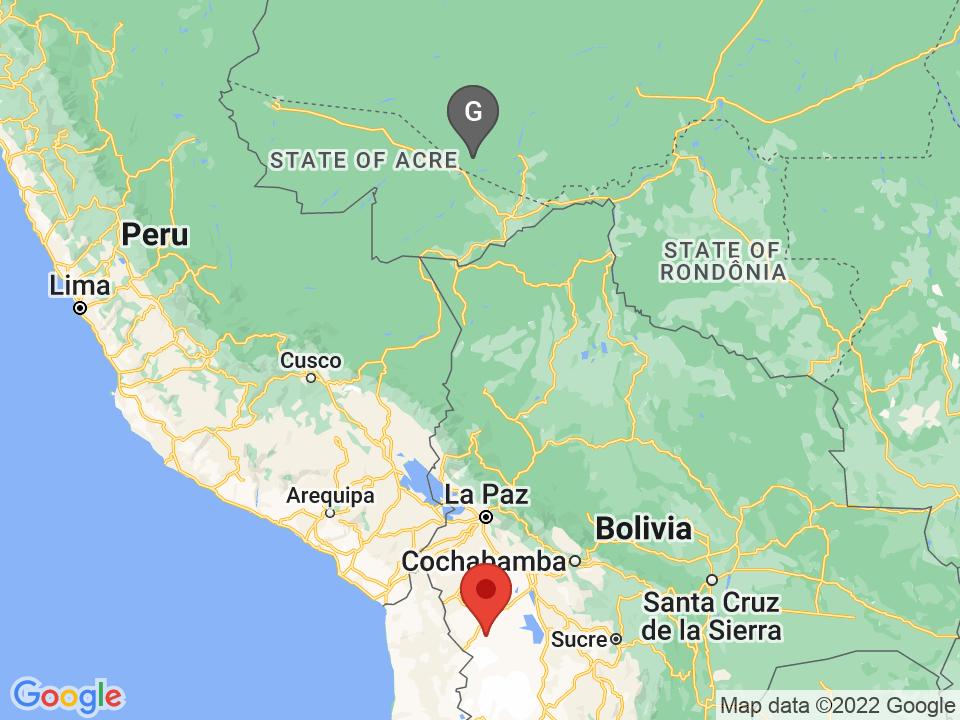 G
STATE OF ACRE
Peru
STATE OF
RONDÔNIA
Lima
Cusco
Arequipa
La Paz
Bolivia
Cochabamba
Santa Cruz
de la Sierra
Sucre
Google
Map data ©2022 Google